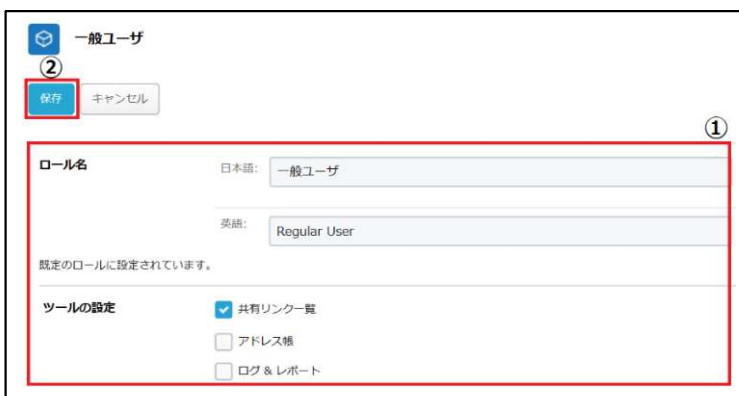 一般ユーザ
②
保存 キャンセル
①
ロール名 日本語: 一般ユーザ
英語: Regular User
既定のロールに設定されています。
ツールの設定 共有リンク一覧
アドレス帳
ログ & レポート